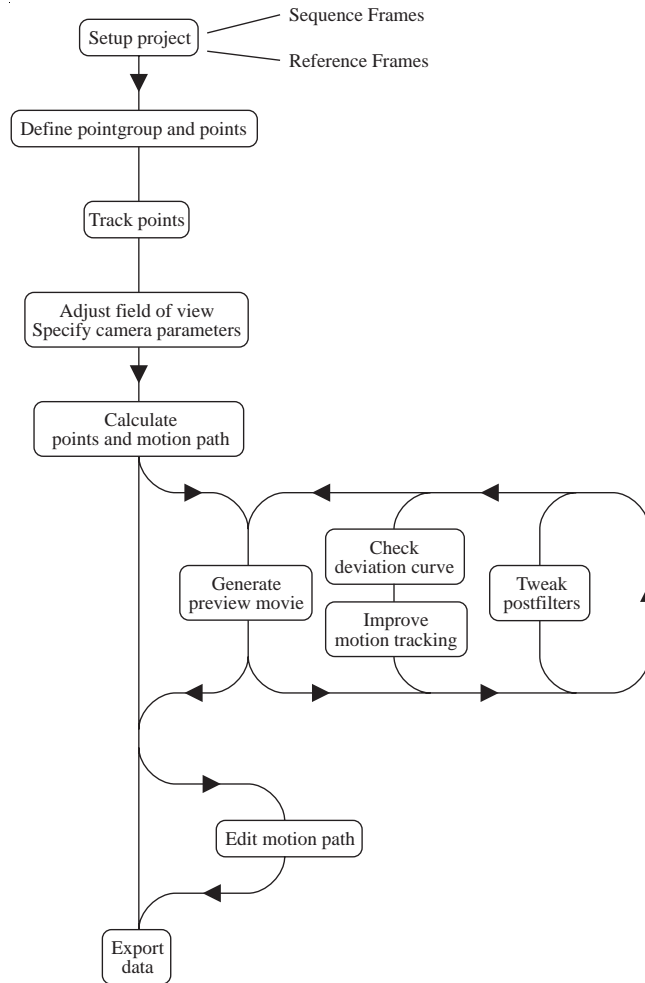 Sequence Frames
Setup project
Reference Frames
Define pointgroup and points
Track points
Adjust field of view
Specify camera parameters
Calculate
points and motion path
Check
deviation curve
Generate
preview movie
Tweak
postfilters
Improve
motion tracking
Edit motion path
Export
data